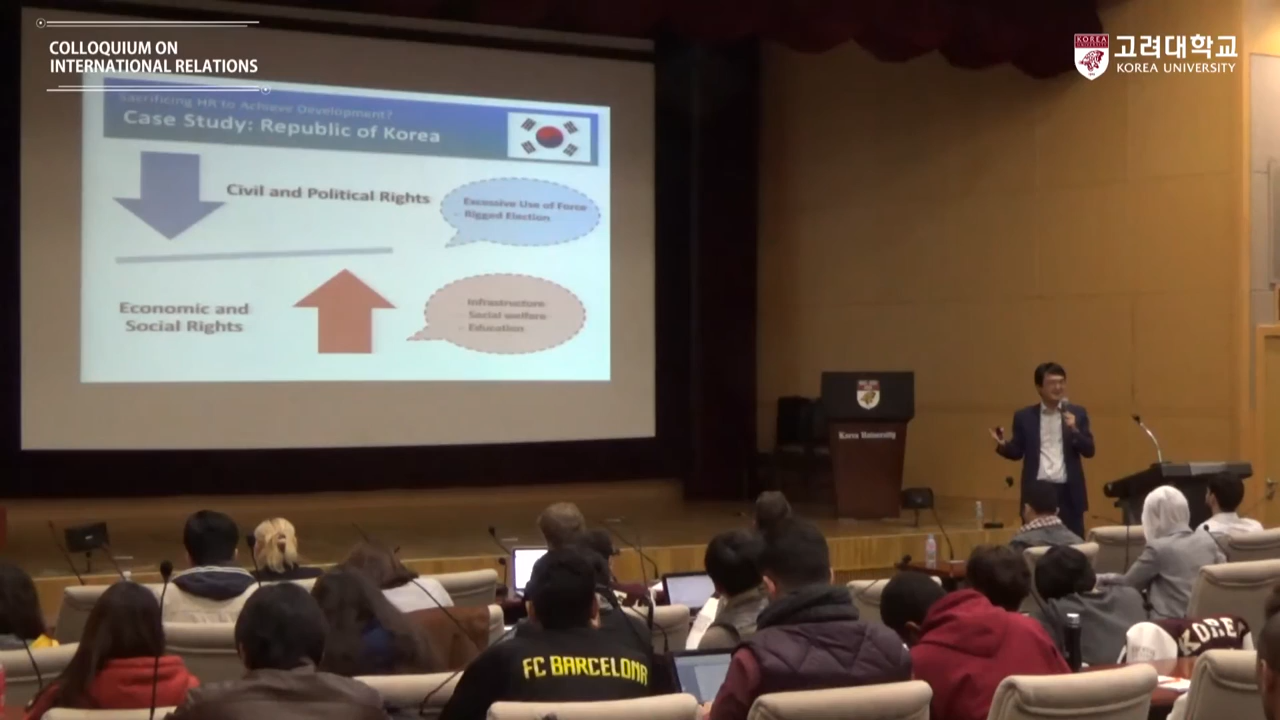 COLLOQUIUM ON
INTERNATIONAL RELATIONS
KOREA
고려대학교
KOREA UNIVERSITY
Sacrificing HR to Achieve Development?
Case Study: Republic of Korea
Civil and Political Rights
Excessive Use of Force
- Rigged Election
Economic and
Social Rights
Infrastructure
- Social welfare
- Education
Korea University
FC BARCELONA
KOREA